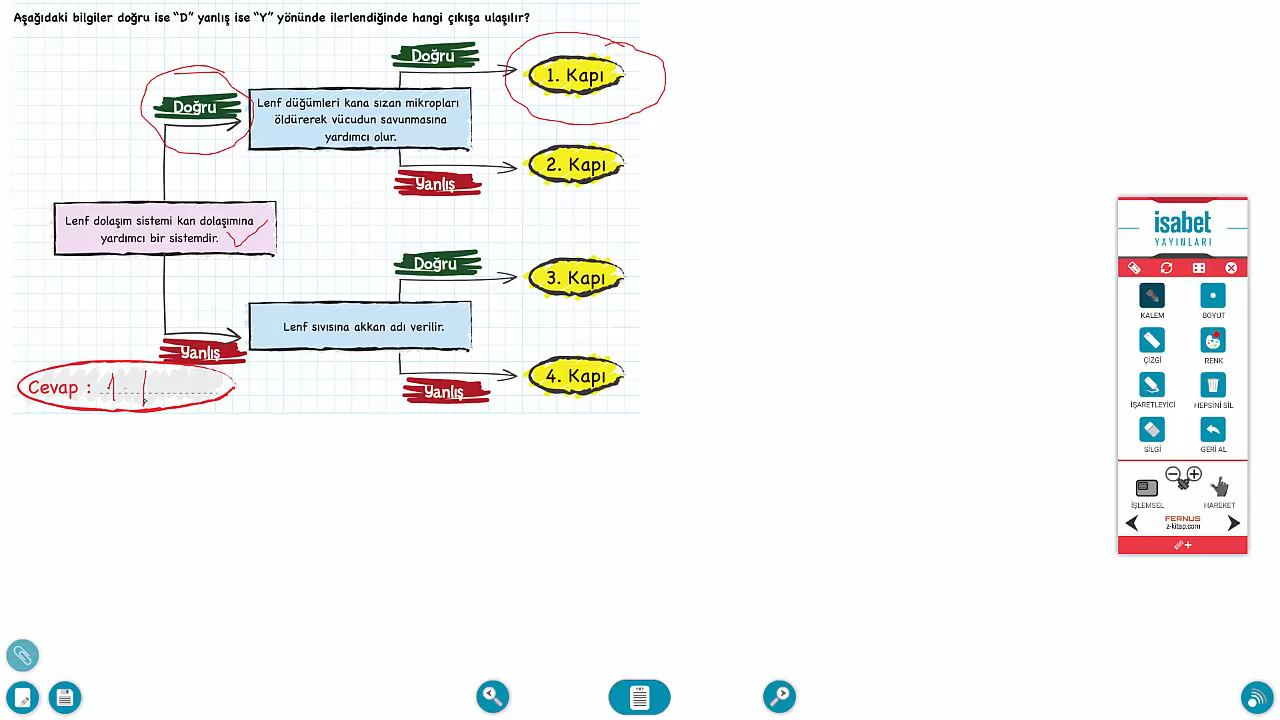 Aşağıdaki bilgiler doğru ise “D” yanlış ise “Y” yönünde ilerlendiğinde hangi çıkışa ulaşılır?
Doğru
1. Kapı
Doğru
Lenf düğümleri kana sızan mikropları
öldürerek vücudun savunmasına
yardımcı olur.
2. Kapı
Yanlış
Lenf dolaşım sistemi kan dolaşımına
yardımcı bir sistemdir.
Doğru
3. Kapı
Lenf sıvısına akkan adı verilir.
Yanlış
4. Kapı
Yanlış
Cevap : 1.
isabet
YAYINLARI
KALEM
BOYUT
ÇİZGİ
RENK
İŞARETLEYİCİ
HEPSİNİ SİL
SİLGİ
GERİ AL
İŞLEMSEL
HAREKET
FERNUS
z-kitap.com